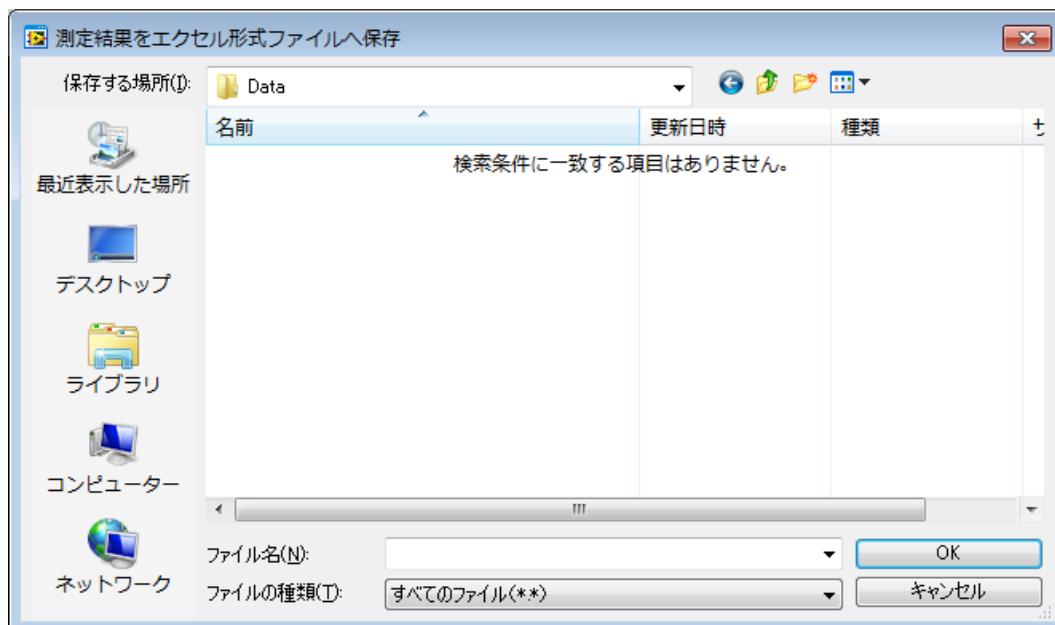 測定結果をエクセル形式ファイルへ保存
保存する場所(I):
Data
名前 更新日時 種類 サ
検索条件に一致する項目はありません。
最近表示した場所
デスクトップ
ライブラリ
コンピューター
ネットワーク
ファイル名(N):
OK
ファイルの種類(T):
すべてのファイル(*.*)
キャンセル